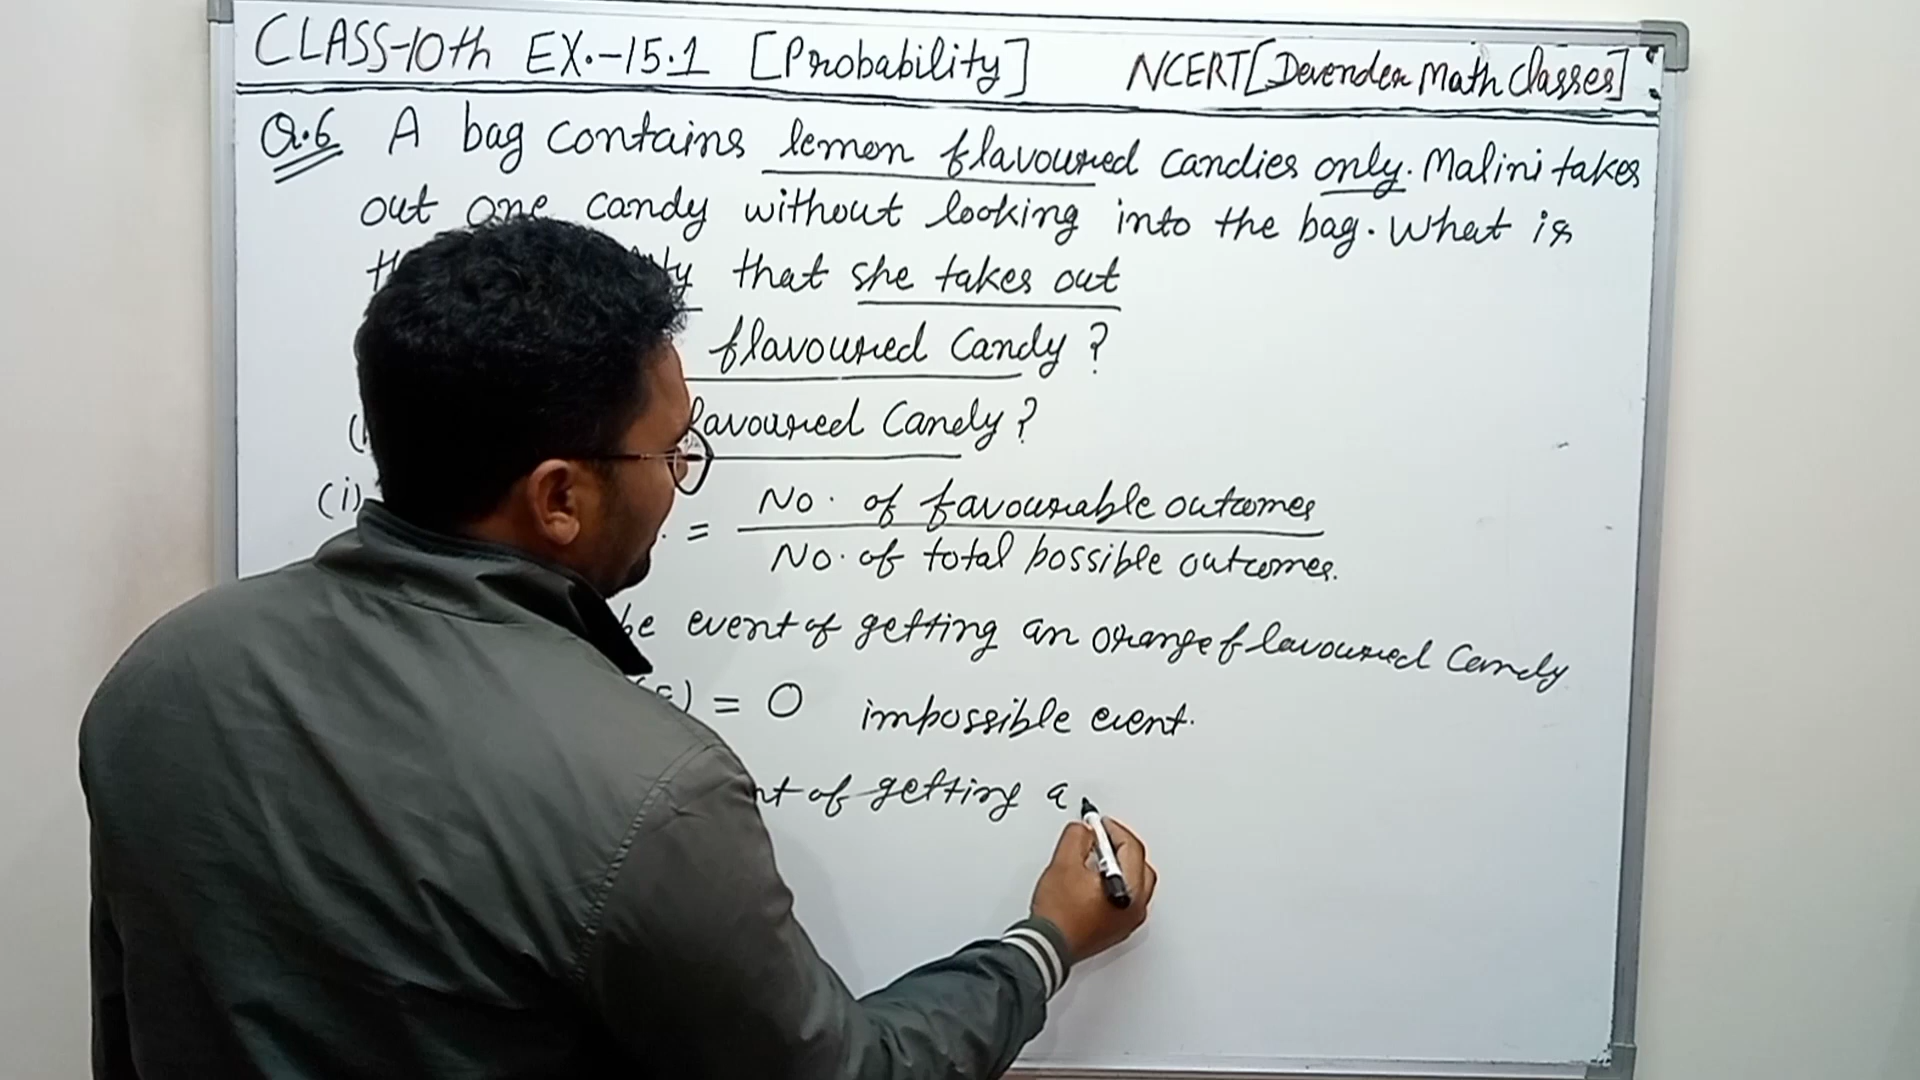 CLASS-10th EX.-15.1 [Probability] NCERT [Devender Math Classes]
Q.6 A bag contains lemon flavoured candies only. Malini takes
out one candy without looking into the bag. What is
that she takes out
flavoured Candy ?
flavoured Candy ?
(i) = No. of favourable outcomes
No. of total possible outcomes.
be event of getting an orange flavoured Candy
(E) = 0 impossible event.
of getting a